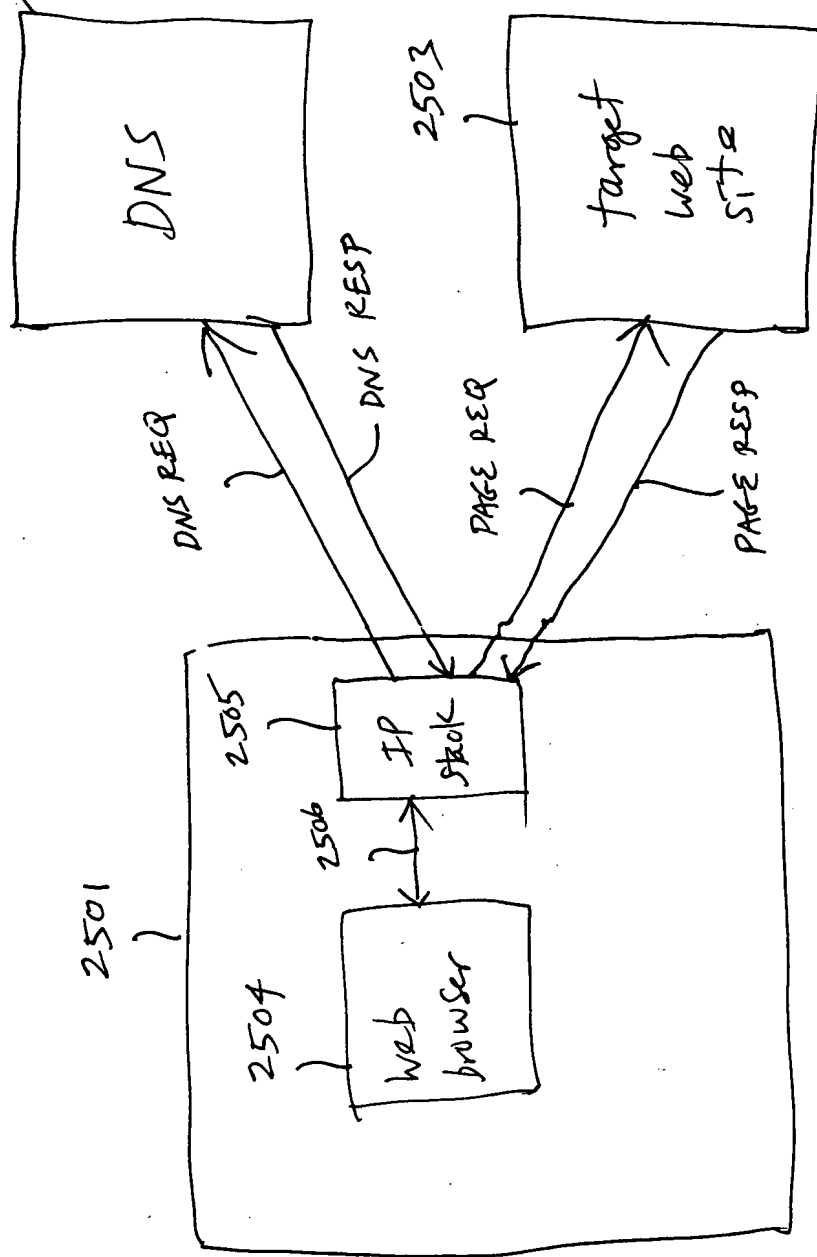 2501
2504
Web
browser
2506
2505
IP
stack
DNS REQ
DNS RESP
DNS
PAGE REQ
PAGE RESP
2503
target
web
site